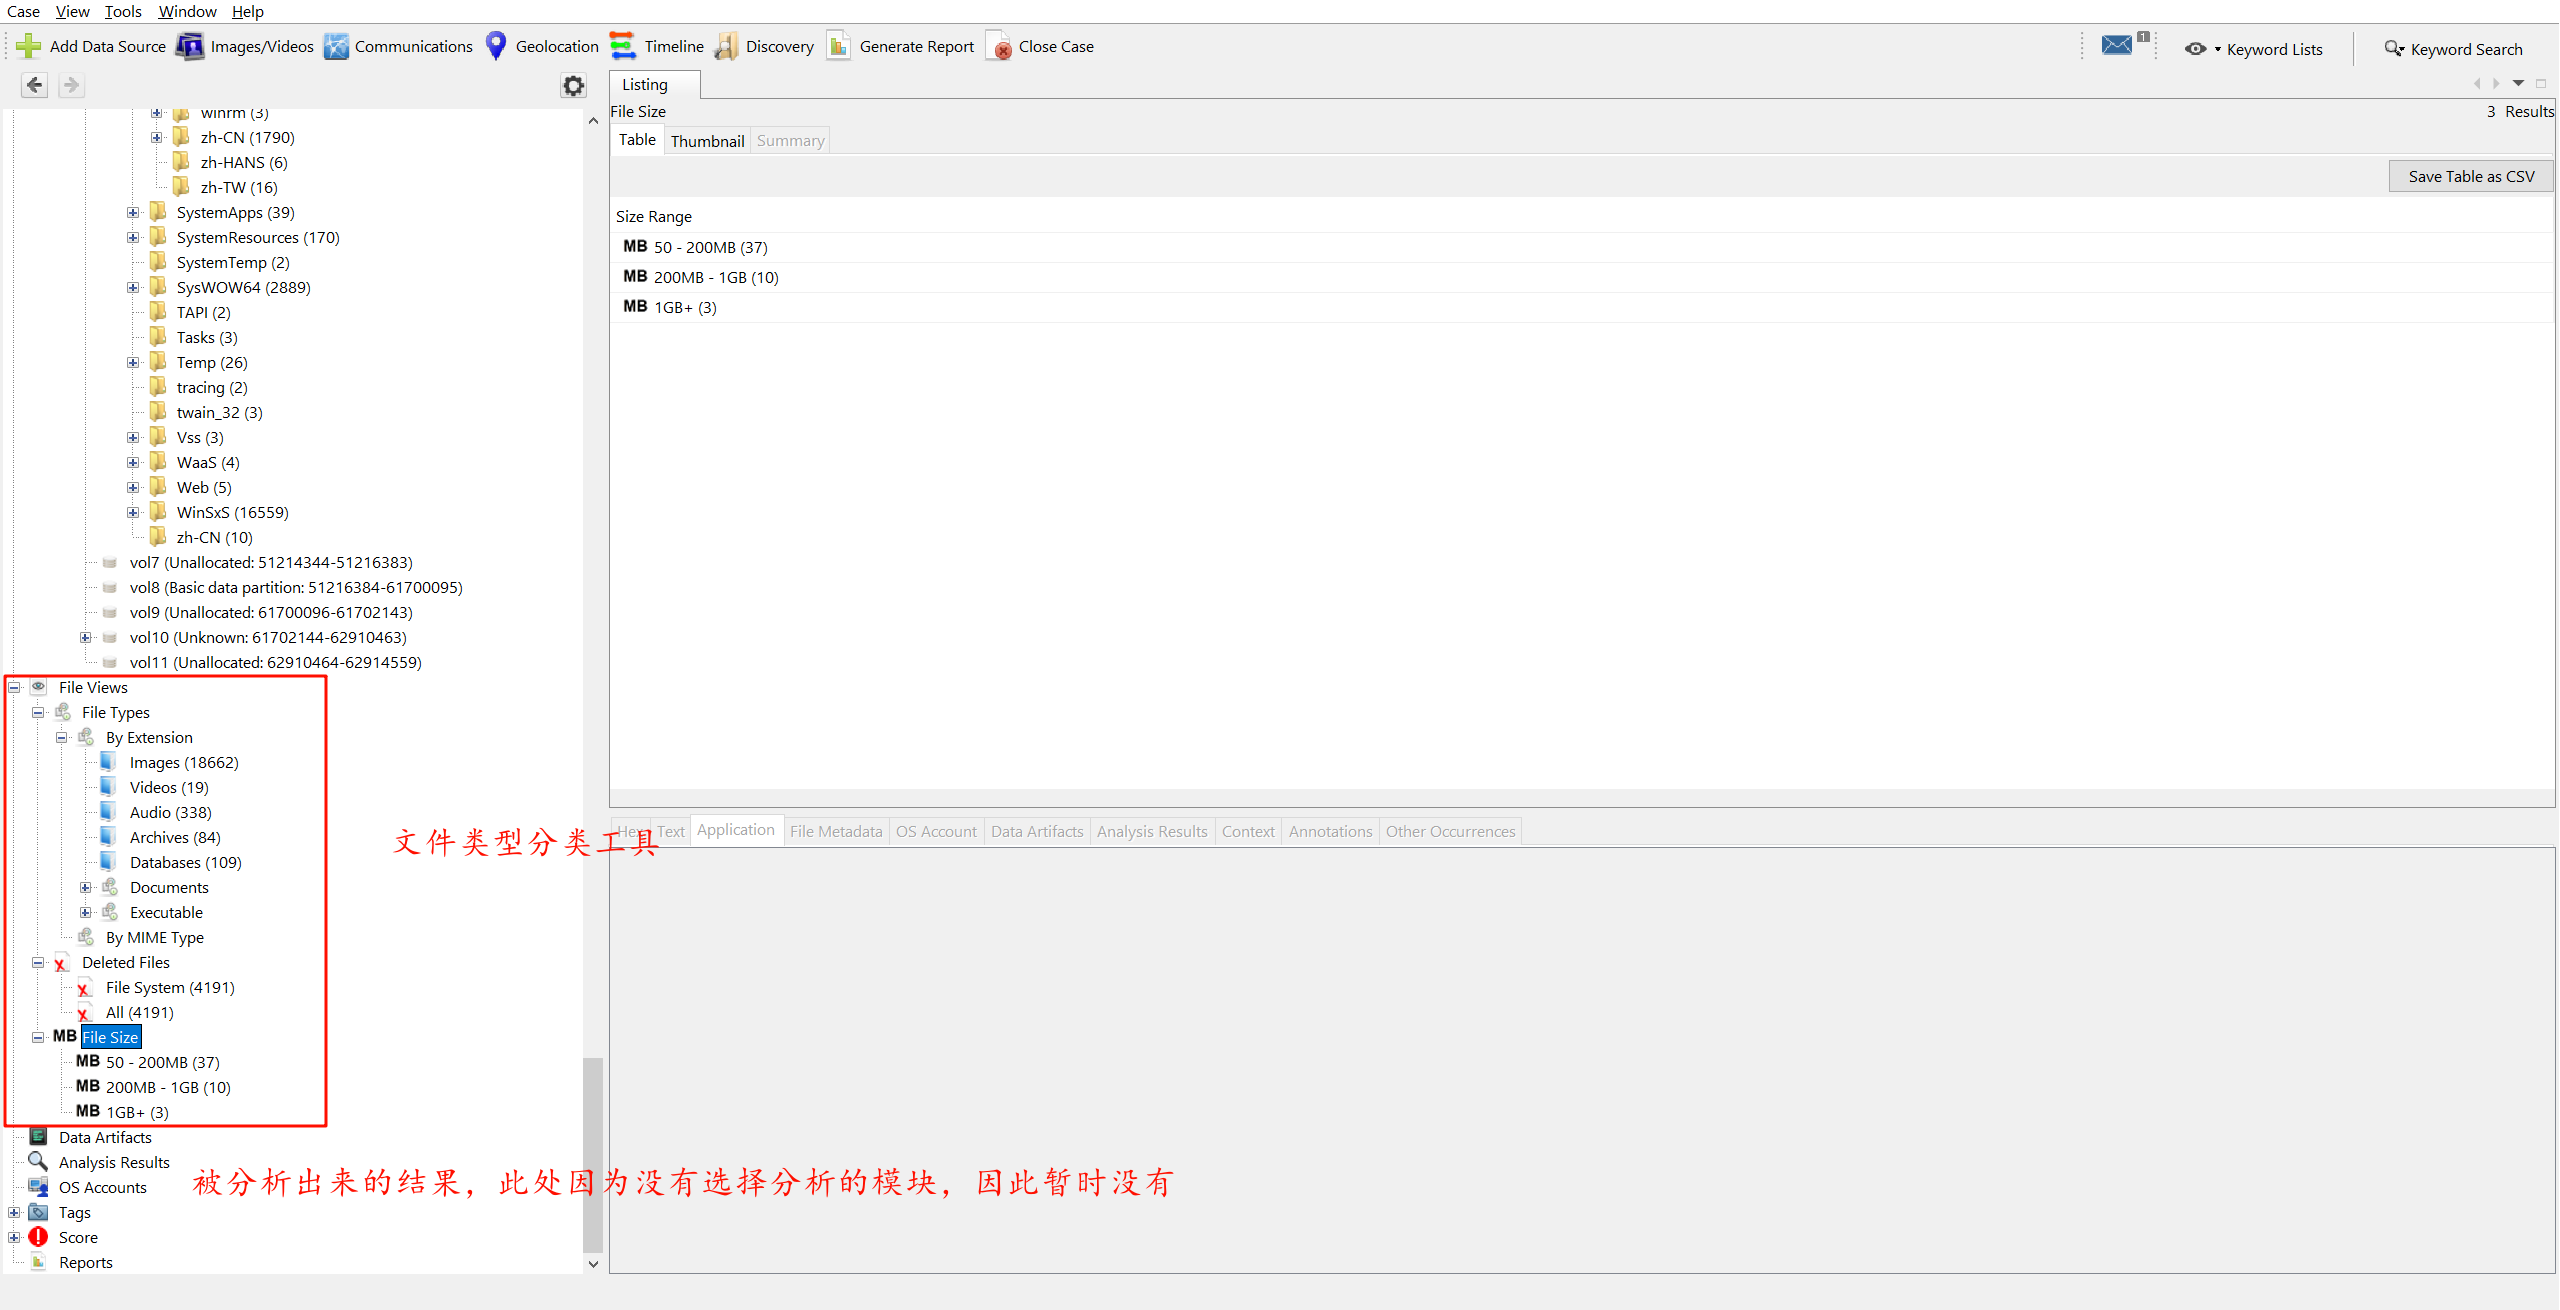 Case View Tools Window Help
Add Data Source Images/Videos Communications Geolocation Timeline Discovery Generate Report Close Case 1 Keyword Lists Keyword Search
winrm (3)
zh-CN (1790)
zh-HANS (6)
zh-TW (16)
SystemApps (39)
SystemResources (170)
SystemTemp (2)
SysWOW64 (2889)
TAPI (2)
Tasks (3)
Temp (26)
tracing (2)
twain_32 (3)
Vss (3)
WaaS (4)
Web (5)
WinSxS (16559)
zh-CN (10)
vol7 (Unallocated: 51214344-51216383)
vol8 (Basic data partition: 51216384-61700095)
vol9 (Unallocated: 61700096-61702143)
vol10 (Unknown: 61702144-62910463)
vol11 (Unallocated: 62910464-62914559)
File Views
File Types
By Extension
Images (18662)
Videos (19)
Audio (338)
Archives (84)
Databases (109)
Documents
Executable
By MIME Type
Deleted Files
File System (4191)
All (4191)
MB File Size
MB 50 - 200MB (37)
MB 200MB - 1GB (10)
MB 1GB+ (3)
Data Artifacts
Analysis Results
OS Accounts
Tags
Score
Reports
文件类型分类工具
被分析出来的结果，此处因为没有选择分析的模块，因此暂时没有
Listing
File Size 3 Results
Table Thumbnail Summary
Save Table as CSV
Size Range
MB 50 - 200MB (37)
MB 200MB - 1GB (10)
MB 1GB+ (3)
Hex Text Application File Metadata OS Account Data Artifacts Analysis Results Context Annotations Other Occurrences